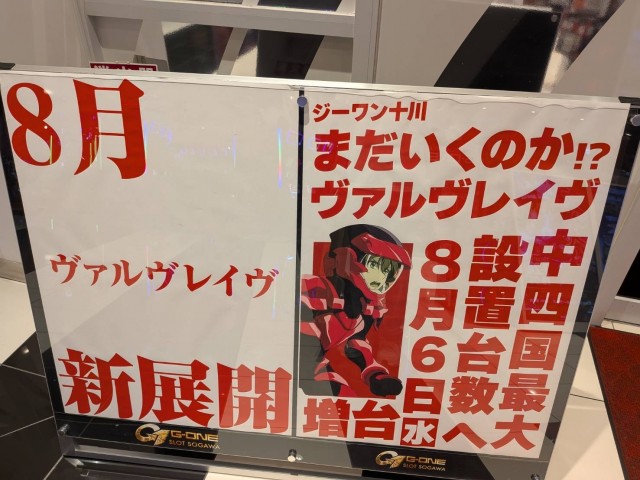 8月
ヴァルヴレイヴ
新展開
G-ONE
SLOT SOGAWA
ジーワン十川
まだいくのか!?
ヴァルヴレイヴ
中四国最大
設置台数へ
8月6日水
増台
G-ONE
SLOT SOGAWA